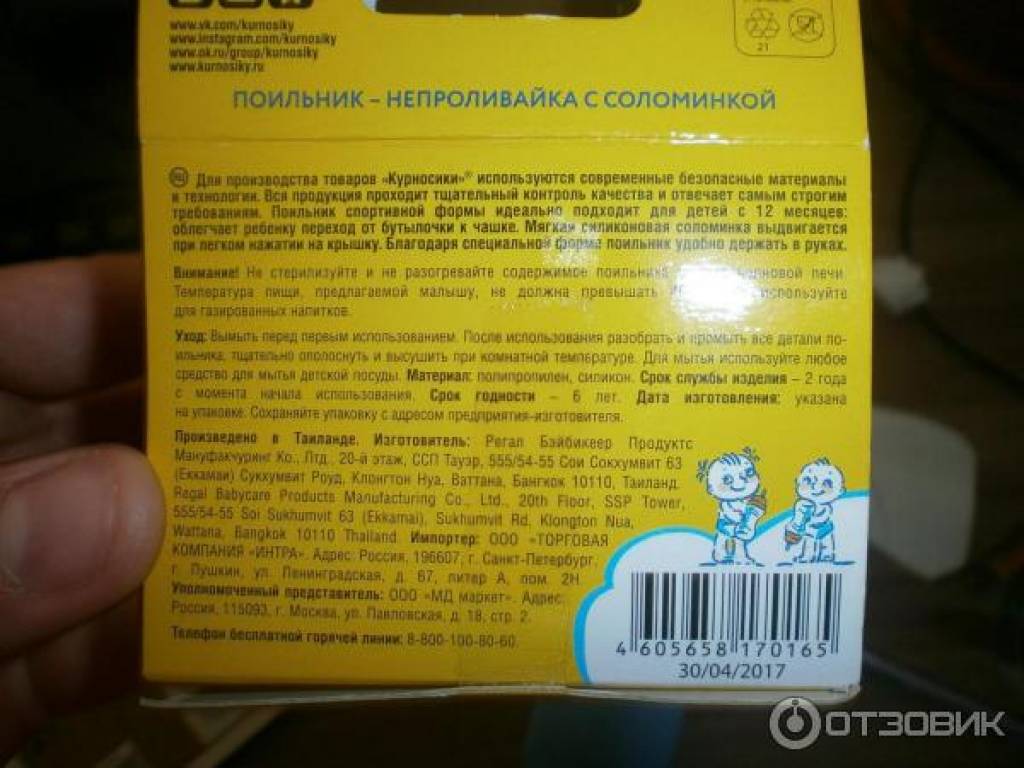 www.vk.com/kurnosiky
www.instagram.com/kurnosiky
www.ok.ru/group/kurnosiky
www.kurnosiky.ru
21
ПОИЛЬНИК – НЕПРОЛИВАЙКА С СОЛОМИНКОЙ
RU Для производства товаров «Курносики»® используются современные безопасные материалы
и технологии. Вся продукция проходит тщательный контроль качества и отвечает самым строгим
требованиям. Поильник спортивной формы идеально подходит для детей с 12 месяцев:
облегчает ребенку переход от бутылочки к чашке. Мягкая силиконовая соломинка выдвигается
при легком нажатии на крышку. Благодаря специальной форме поильник удобно держать в руках.
Внимание! Не стерилизуйте и не разогревайте содержимое поильника печи.
Температура пищи, предлагаемой малышу, не должна превышать используйте
для газированных напитков.
Уход: Вымыть перед первым использованием. После использования разобрать и промыть все детали по-
ильника, тщательно ополоснуть и высушить при комнатной температуре. Для мытья используйте любое
средство для мытья детской посуды. Материал: полипропилен, силикон. Срок службы изделия – 2 года
с момента начала использования. Срок годности – 6 лет. Дата изготовления: указана
на упаковке. Сохраняйте упаковку с адресом предприятия-изготовителя.
Произведено в Таиланде. Изготовитель: Регал Бэйбикеер Продуктс
Мануфакчуринг Ко., Лтд. 20-й этаж, ССП Тауэр, 555/54-55 Сои Сокхумвит 63
(Еккамаи) Сукхумвит Роуд, Клонгтон Нуа, Ваттана, Бангкок 10110, Таиланд.
Regal Babycare Products Manufacturing Co., Ltd., 20th Floor, SSP Tower,
555/54-55 Soi Sukhumvit 63 (Ekkamai), Sukhumvit Rd, Klongton Nua,
Wattana, Bangkok 10110 Thailand. Импортер: ООО «ТОРГОВАЯ
КОМПАНИЯ «ИНТРА». Адрес: Россия, 196607, г. Санкт-Петербург,
г. Пушкин, ул. Ленинградская, д. 67, литер А, пом. 2Н
Уполномоченный представитель: ООО «МД маркет». Адрес:
Россия, 115093, г. Москва, ул. Павловская, д. 18, стр. 2.
Телефон бесплатной горячей линии: 8-800-100-80-60.
4 605658 170165
30/04/2017
ОТЗОВИК